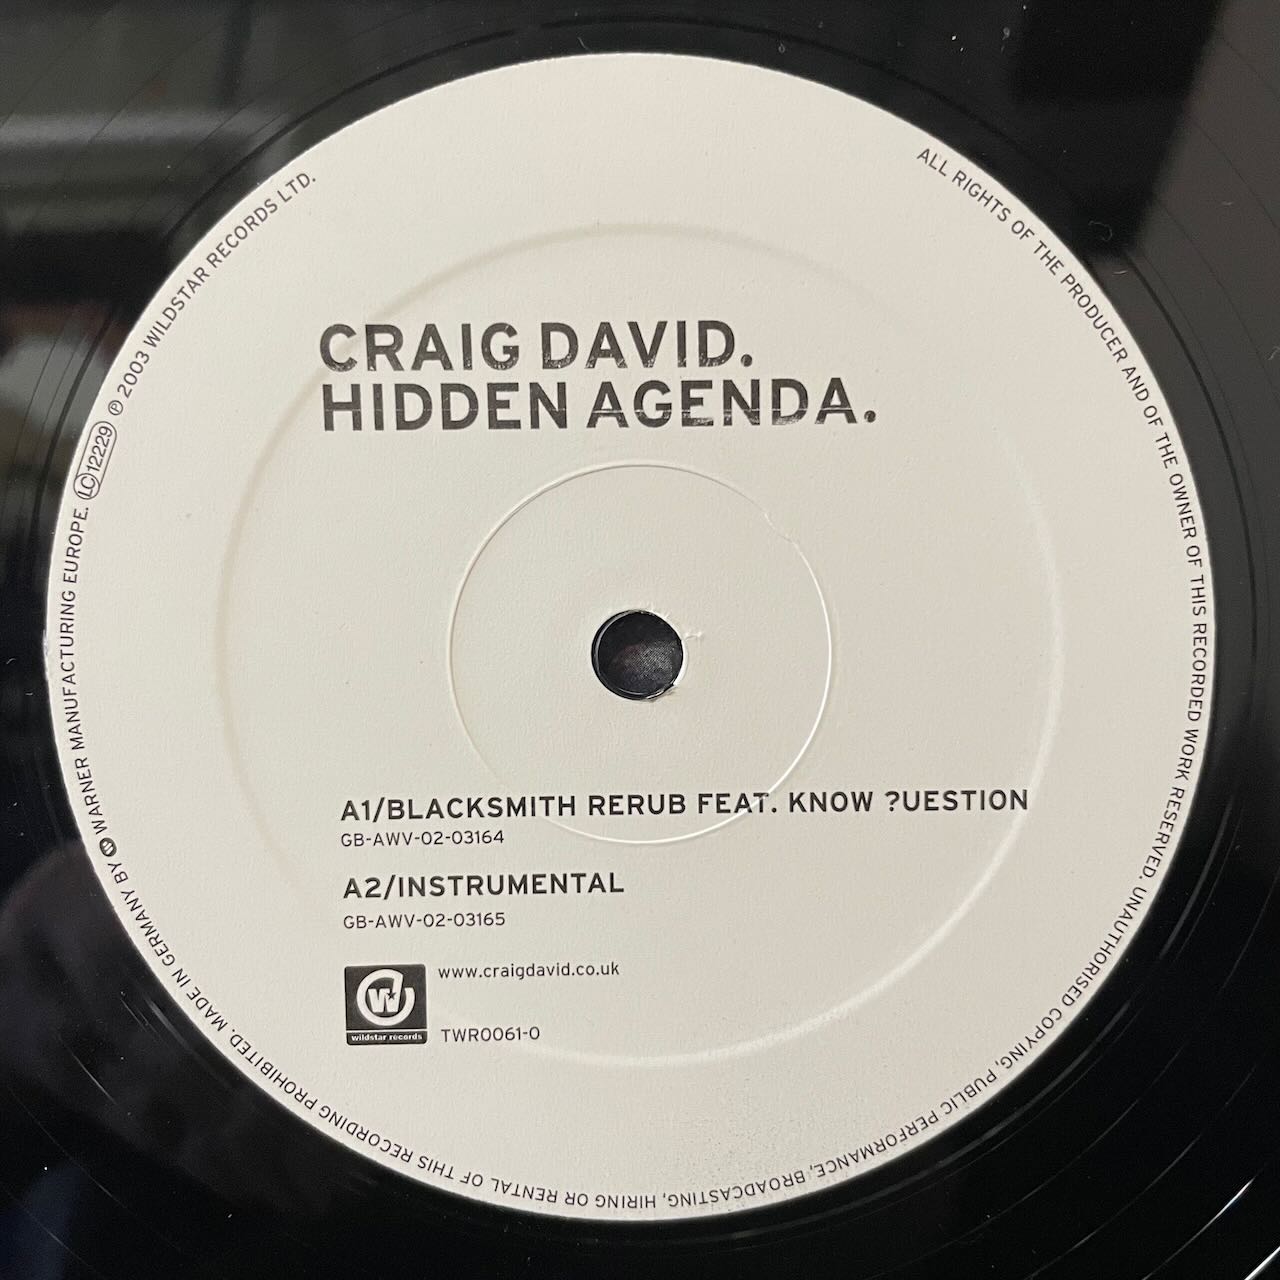 CRAIG DAVID.
HIDDEN AGENDA.
A1/BLACKSMITH RERUB FEAT. KNOW ?UESTION
GB-AWV-02-03164
A2/INSTRUMENTAL
GB-AWV-02-03165
www.craigdavid.co.uk
wildstar records
TWR0061-0
ALL RIGHTS OF THE PRODUCER AND OF THE OWNER OF THIS RECORDED WORK RESERVED. UNAUTHORISED COPYING, PUBLIC PERFORMANCE, BROADCASTING, HIRING OR RENTAL OF THIS RECORDING PROHIBITED. MADE IN GERMANY BY WARNER MANUFACTURING EUROPE. LC 12229 ℗ 2003 WILDSTAR RECORDS LTD.